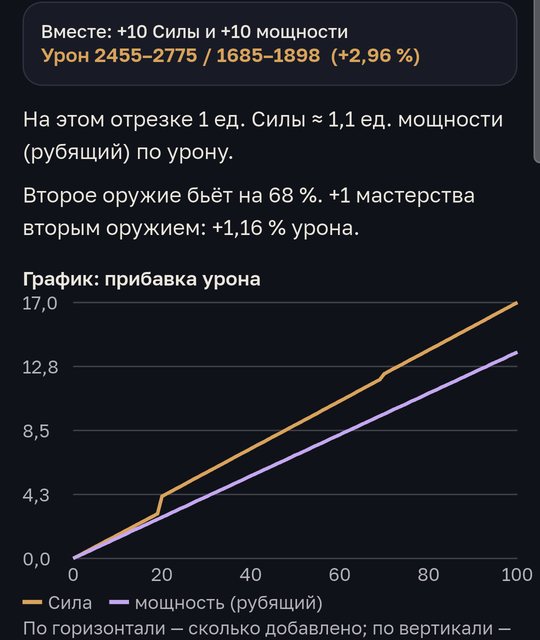 Вместе: +10 Силы и +10 мощности
Урон 2455–2775 / 1685–1898 (+2,96 %)
На этом отрезке 1 ед. Силы ≈ 1,1 ед. мощности
(рубящий) по урону.
Второе оружие бьёт на 68 %. +1 мастерства
вторым оружием: +1,16 % урона.
График: прибавка урона
17,0
12,8
8,5
4,3
0,0
0 20 40 60 80 100
Сила мощность (рубящий)
По горизонтали — сколько добавлено; по вертикали —